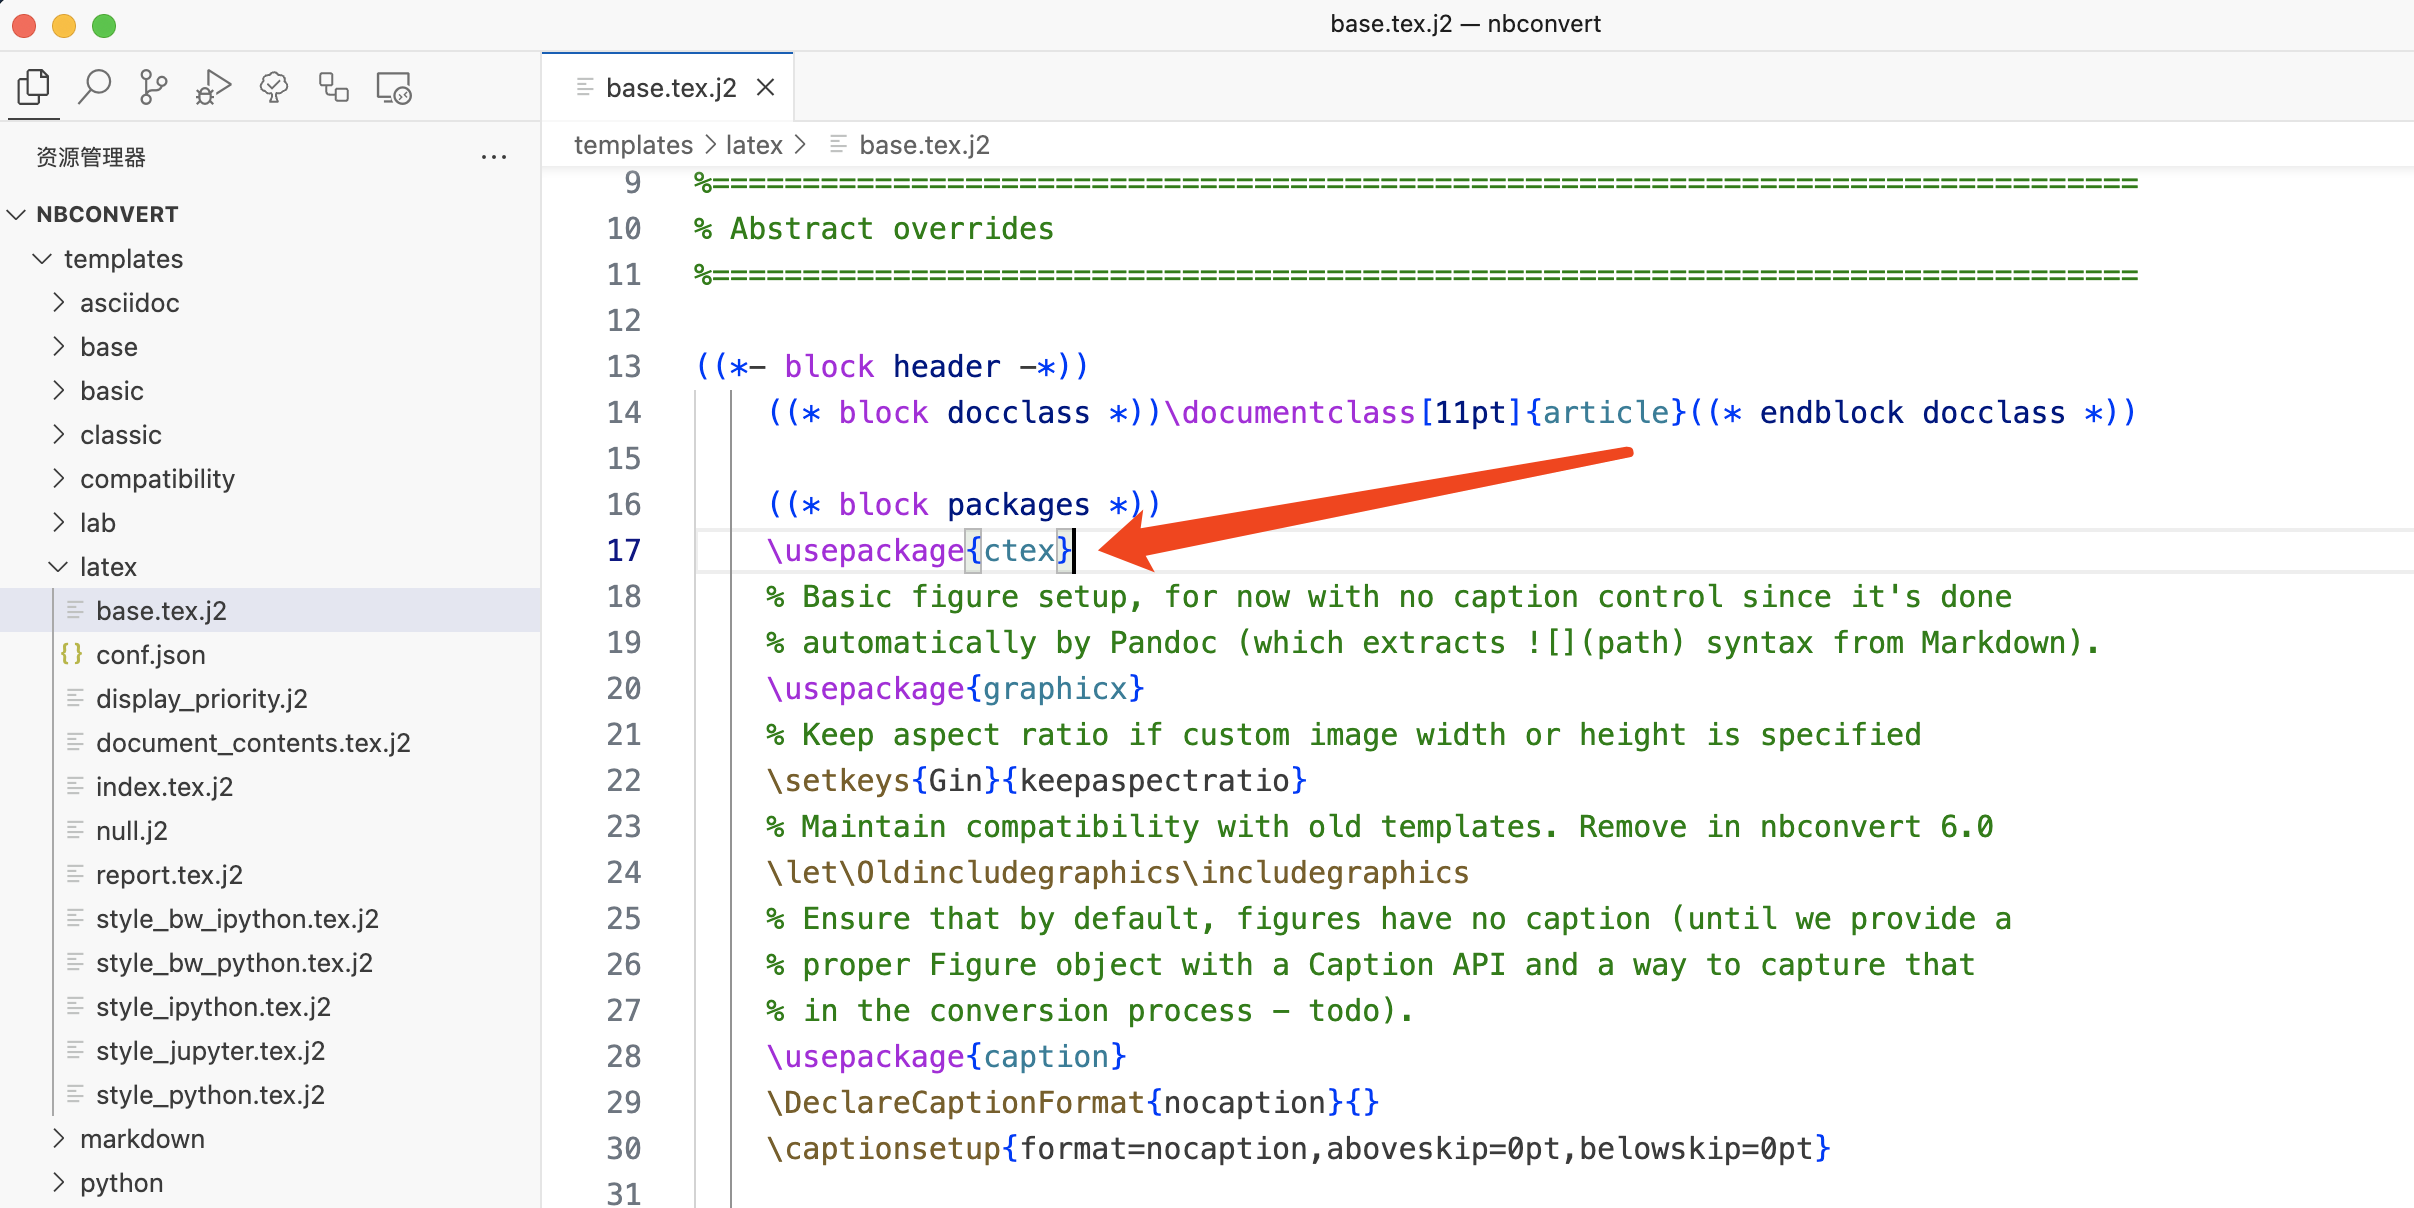 base.tex.j2 — nbconvert
base.tex.j2
资源管理器
NBCONVERT
templates
asciidoc
base
basic
classic
compatibility
lab
latex
base.tex.j2
conf.json
display_priority.j2
document_contents.tex.j2
index.tex.j2
null.j2
report.tex.j2
style_bw_ipython.tex.j2
style_bw_python.tex.j2
style_ipython.tex.j2
style_jupyter.tex.j2
style_python.tex.j2
markdown
python
templates > latex > base.tex.j2
9 %===============================================================================
10 % Abstract overrides
11 %===============================================================================
12
13 ((*- block header -*))
14 ((* block docclass *))\documentclass[11pt]{article}((* endblock docclass *))
15
16 ((* block packages *))
17 \usepackage{ctex}
18 % Basic figure setup, for now with no caption control since it's done
19 % automatically by Pandoc (which extracts ![](path) syntax from Markdown).
20 \usepackage{graphicx}
21 % Keep aspect ratio if custom image width or height is specified
22 \setkeys{Gin}{keepaspectratio}
23 % Maintain compatibility with old templates. Remove in nbconvert 6.0
24 \let\Oldincludegraphics\includegraphics
25 % Ensure that by default, figures have no caption (until we provide a
26 % proper Figure object with a Caption API and a way to capture that
27 % in the conversion process - todo).
28 \usepackage{caption}
29 \DeclareCaptionFormat{nocaption}{}
30 \captionsetup{format=nocaption,aboveskip=0pt,belowskip=0pt}
31